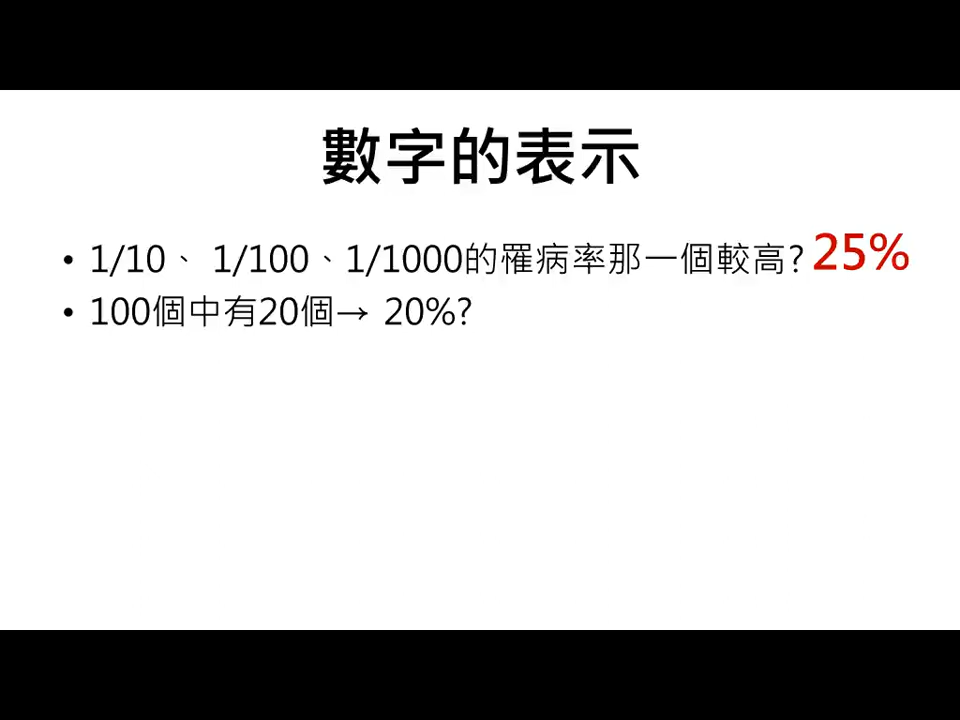 數字的表示
• 1/10、 1/100、1/1000的罹病率那一個較高? 25%
• 100個中有20個→ 20%?